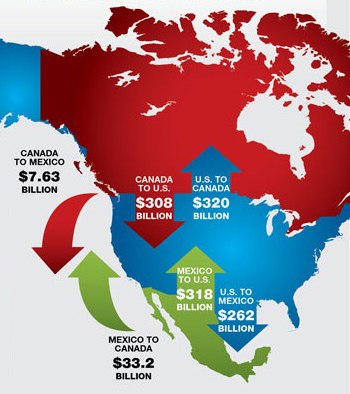 CANADA
TO MEXICO
$7.63
BILLION
CANADA
TO U.S.
$308
BILLION
U.S. TO
CANADA
$320
BILLION
MEXICO
TO U.S.
$318
BILLION
U.S. TO
MEXICO
$262
BILLION
MEXICO TO
CANADA
$33.2
BILLION